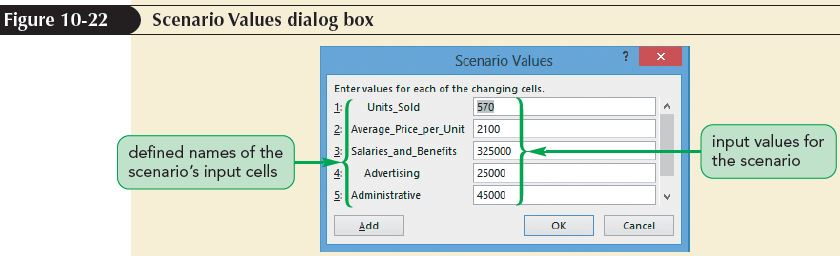 Figure 10-22 Scenario Values dialog box
Scenario Values ? ×
Enter values for each of the changing cells.
1: Units_Sold 570
2: Average_Price_per_Unit 2100
3: Salaries_and_Benefits 325000
4: Advertising 25000
5: Administrative 45000
defined names of the
scenario's input cells
input values for
the scenario
Add OK Cancel